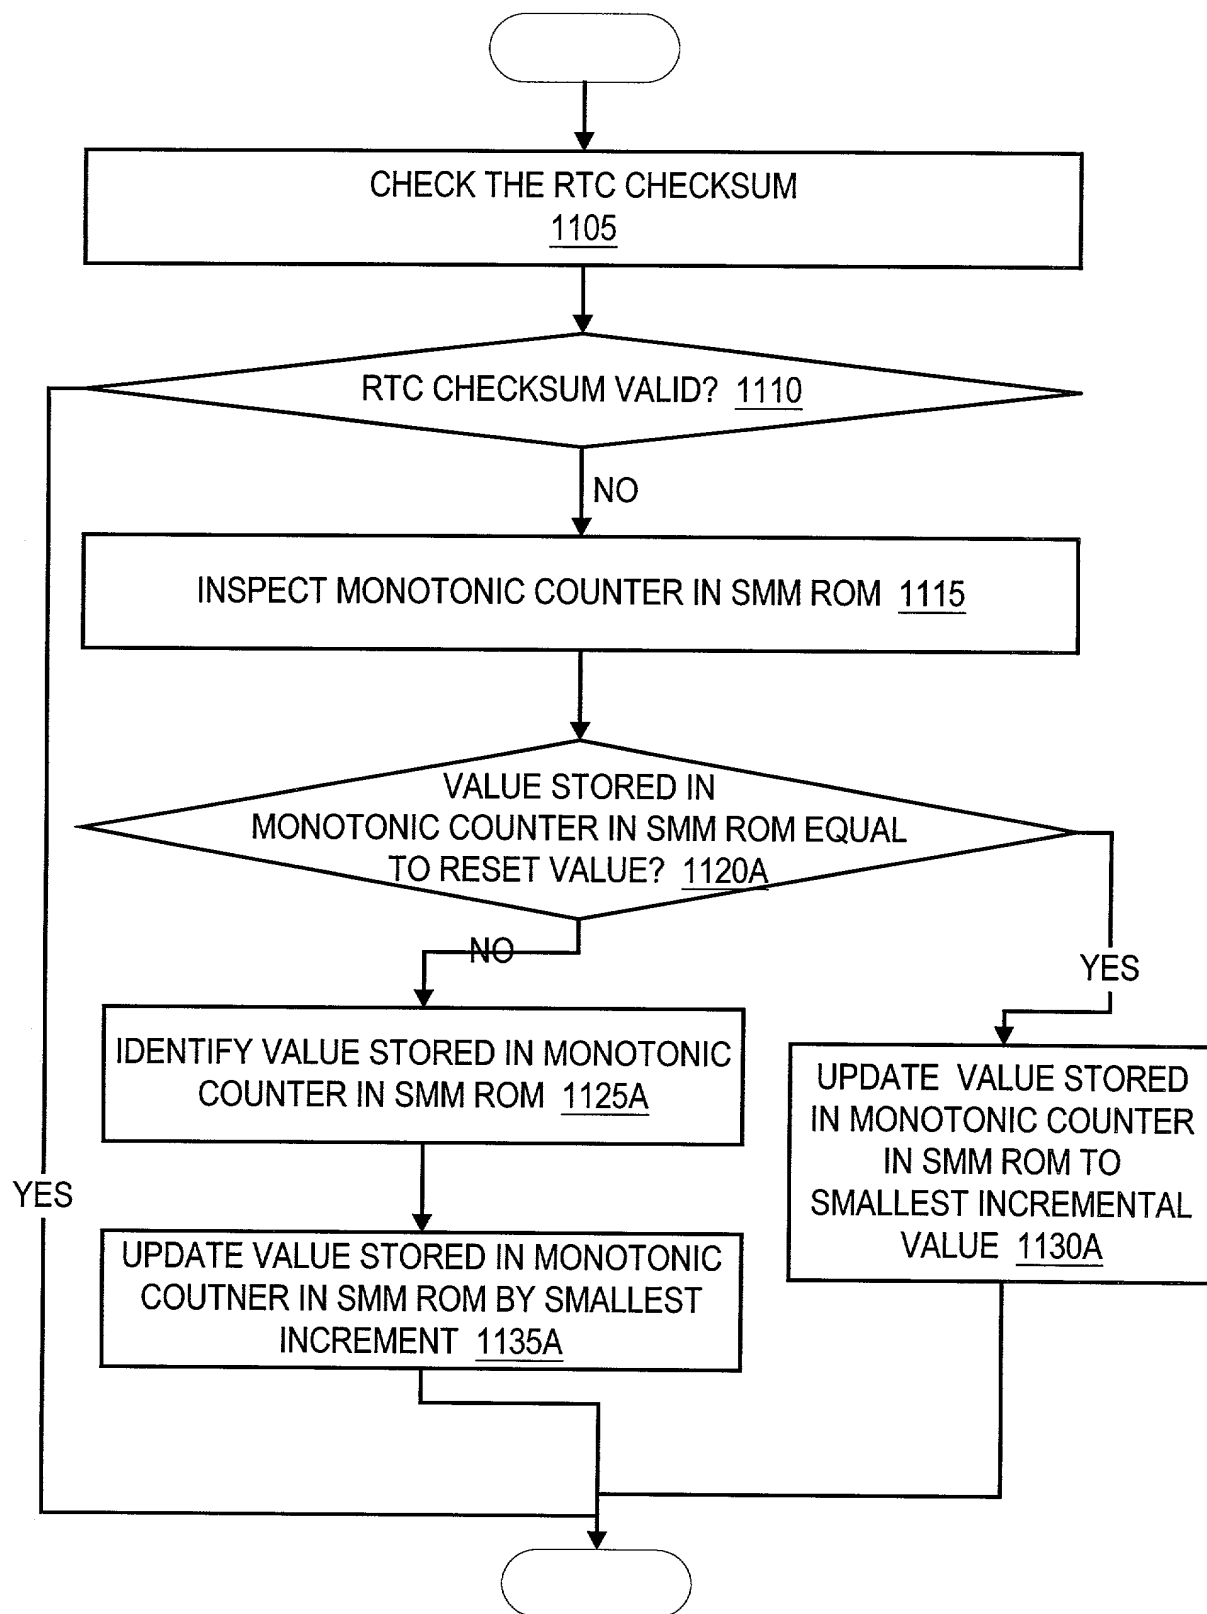 CHECK THE RTC CHECKSUM
1105
RTC CHECKSUM VALID? 1110
NO
INSPECT MONOTONIC COUNTER IN SMM ROM 1115
VALUE STORED IN
MONOTONIC COUNTER IN SMM ROM EQUAL
TO RESET VALUE? 1120A
NO
YES
IDENTIFY VALUE STORED IN MONOTONIC
COUNTER IN SMM ROM 1125A
UPDATE VALUE STORED
IN MONOTONIC COUNTER
IN SMM ROM TO
SMALLEST INCREMENTAL
VALUE 1130A
YES
UPDATE VALUE STORED IN MONOTONIC
COUTNER IN SMM ROM BY SMALLEST
INCREMENT 1135A